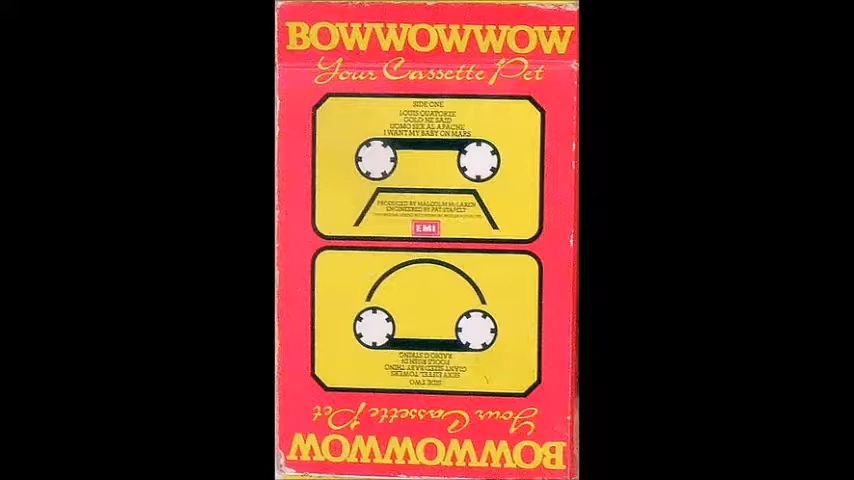 BOWWOWWOW
Your Cassette Pet
SIDE ONE
LOUIS QUATORZE
GOLD HE SAID
UOMO SEX AL APACHE
I WANT MY BABY ON MARS
PRODUCED BY MALCOLM McLAREN
ENGINEERED BY PAT STAPELY
EMI
SIDE TWO
SEXY EIFFEL TOWERS
GIANT SIZED BABY THING
FOOLS RUSH IN
RADIO G STRING
Your Cassette Pet
BOWWOWWOW